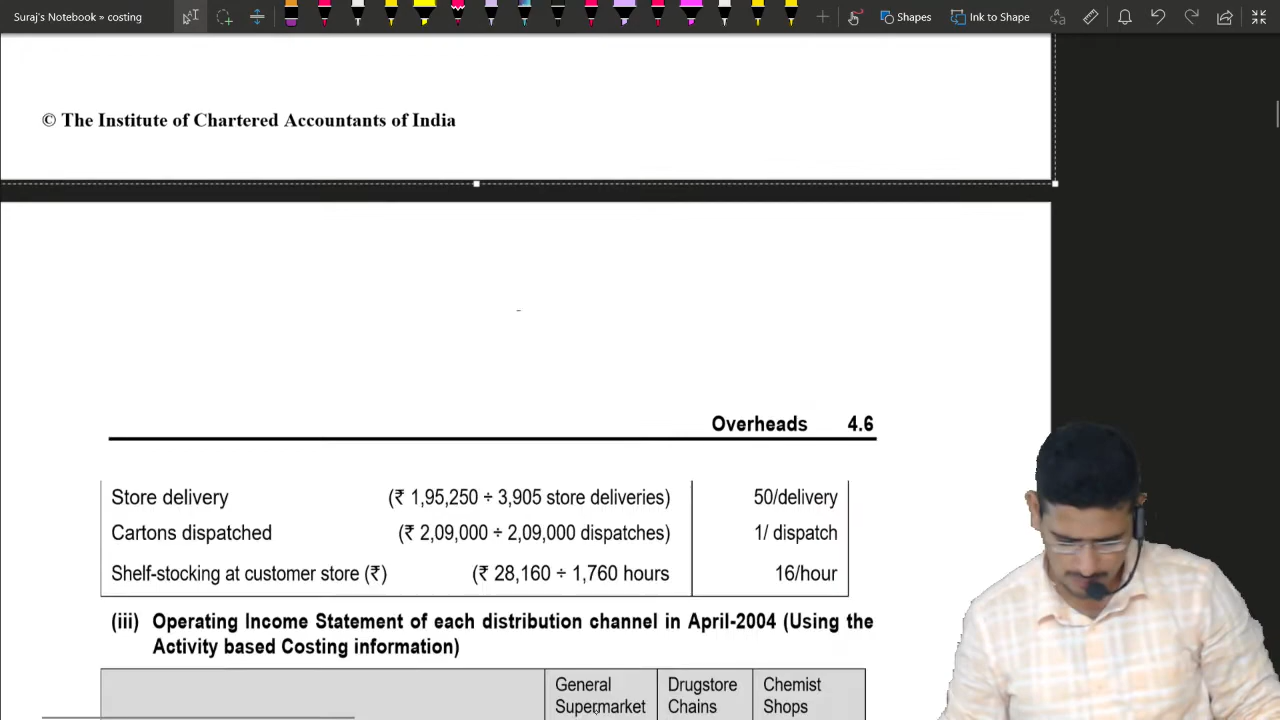 Suraj's Notebook » costing
Shapes
Ink to Shape
© The Institute of Chartered Accountants of India
Overheads 4.6
Store delivery (₹ 1,95,250 ÷ 3,905 store deliveries) 50/delivery
Cartons dispatched (₹ 2,09,000 ÷ 2,09,000 dispatches) 1/ dispatch
Shelf-stocking at customer store (₹) (₹ 28,160 ÷ 1,760 hours 16/hour
(iii) Operating Income Statement of each distribution channel in April-2004 (Using the
Activity based Costing information)
General Drugstore Chemist
Supermarket Chains Shops